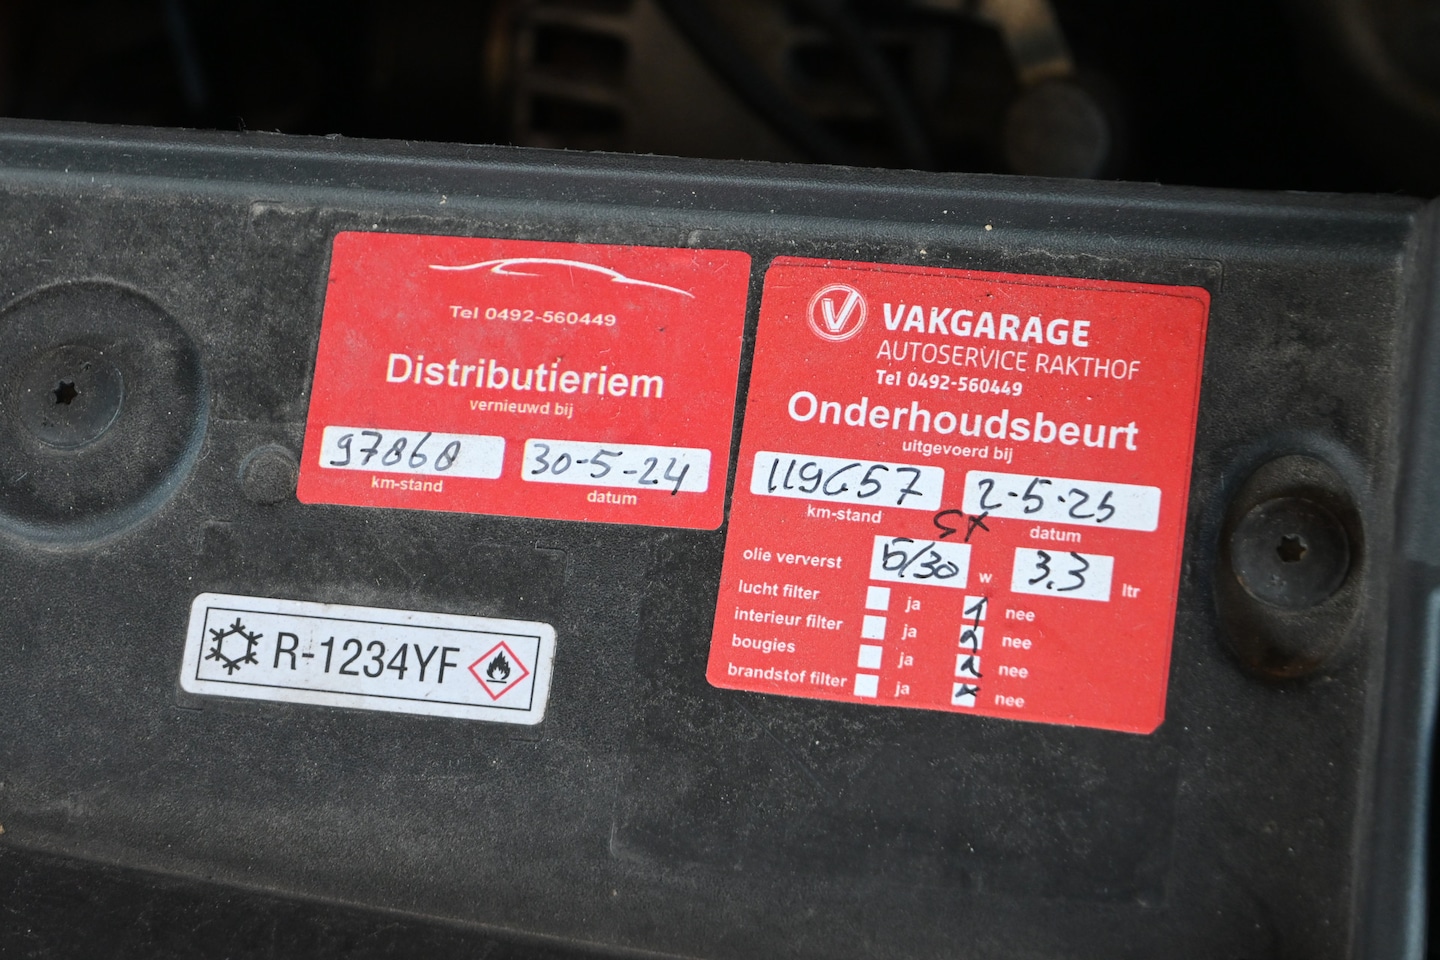 Tel 0492-560449
Distributieriem
vernieuwd bij
97868 30-5-24
km-stand datum
R-1234YF
V VAKGARAGE
AUTOSERVICE RAKTHOF
Tel 0492-560449
Onderhoudsbeurt
uitgevoerd bij
119657 2-5-25
km-stand datum
olie ververst 5/30 w 3,3 ltr
lucht filter ja nee
interieur filter ja nee
bougies ja nee
brandstof filter ja nee